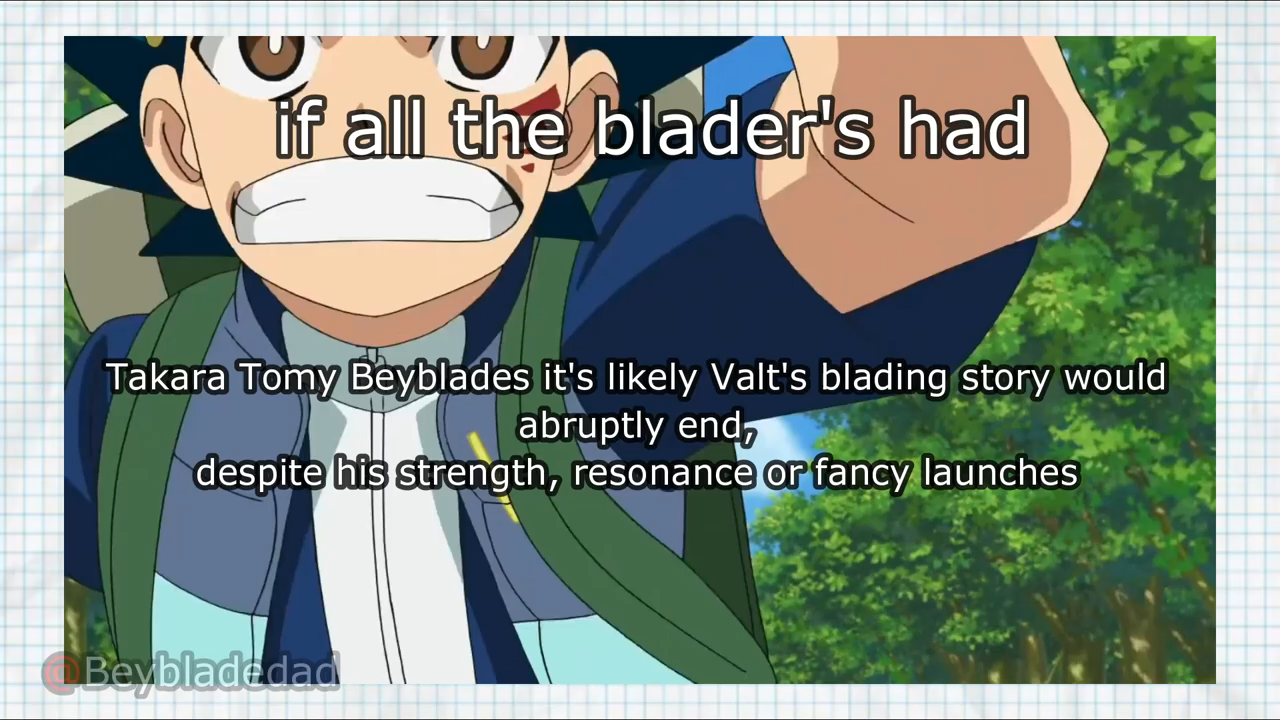 if all the blader's had
Takara Tomy Beyblades it's likely Valt's blading story would
abruptly end,
despite his strength, resonance or fancy launches
@Beybladedad